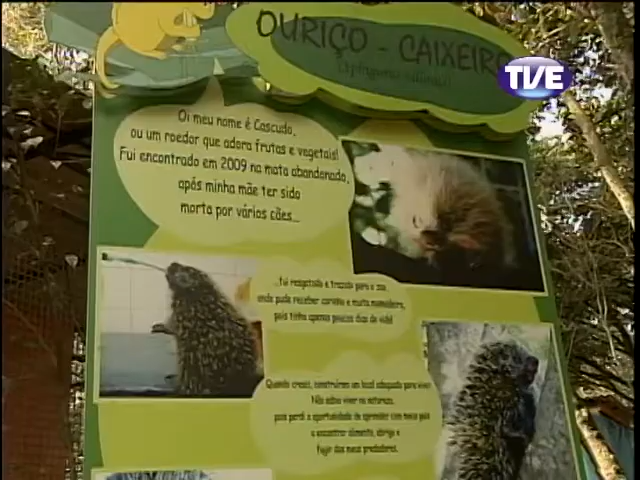 OURIÇO - CAIXEIRO
TVE
Oi meu nome é Cascudo,
ou um roedor que adora frutas e vegetais!
Fui encontrado em 2009 na mata abandonado,
após minha mãe ter sido
morta por vários cães...
...fui resgatado e trazido para o zoo,
onde pude receber carinho e muita mamadeira,
pois tinha apenas poucos dias de vida!
Quando cresci, construíram um local adequado para viver.
Não sabia viver na natureza,
pois perdi a oportunidade de aprender com meus pais
a encontrar alimento, abrigo e
fugir dos meus predadores.